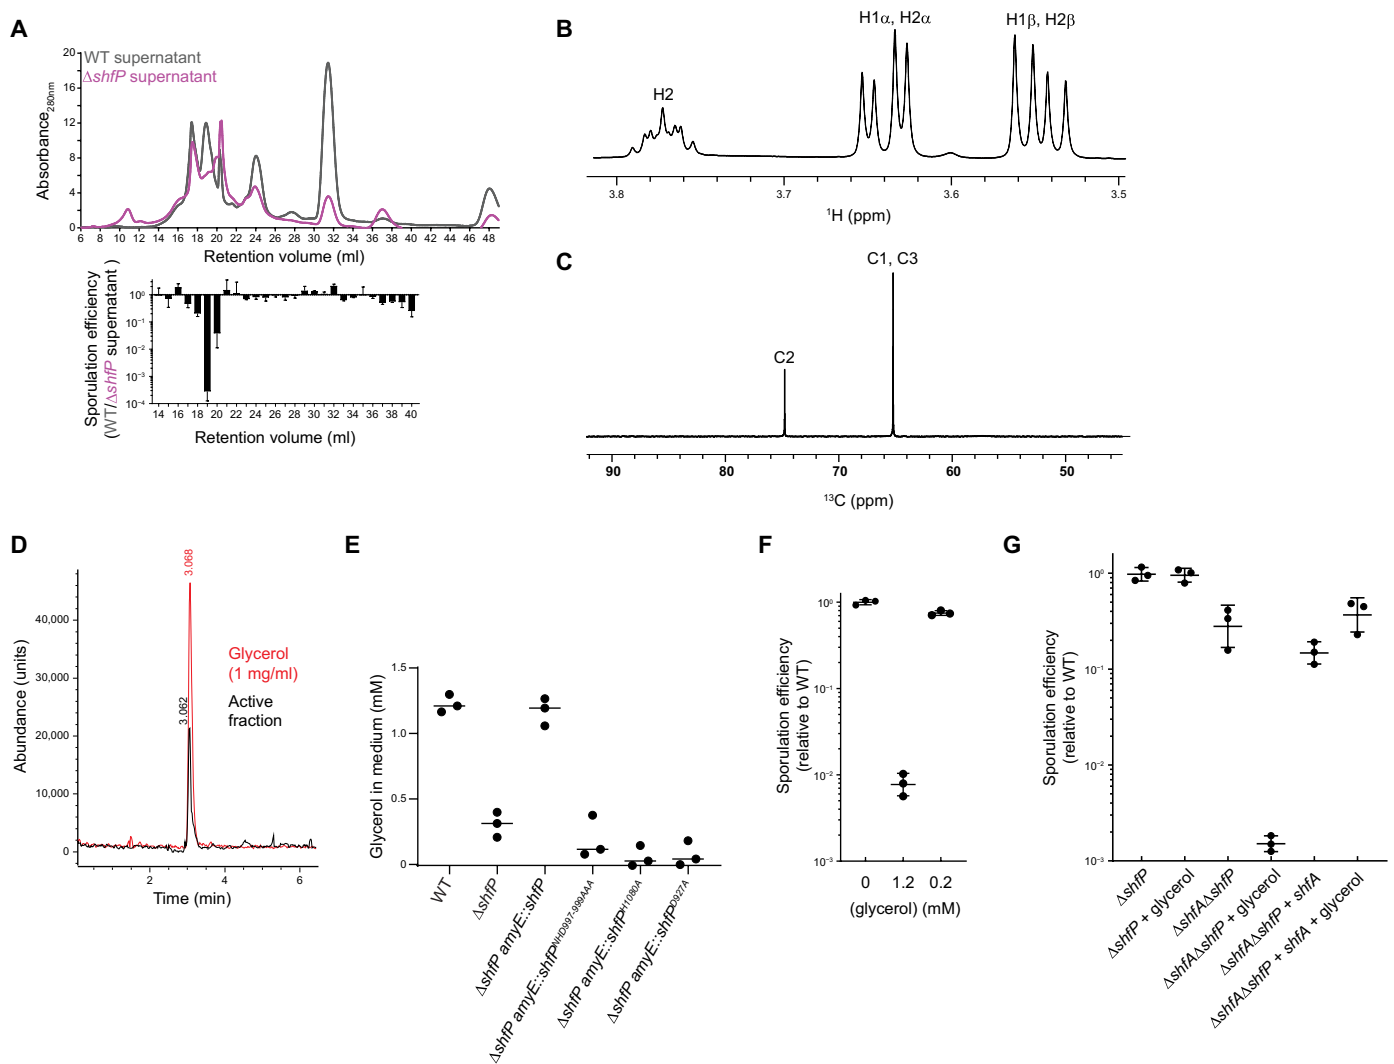 A
WT supernatant
ΔshfP supernatant
Absorbance280nm
20
16
12
8
4
0
6 8 10 12 14 16 18 20 22 24 26 28 30 32 34 36 38 40 42 44 46 48
Retention volume (ml)
Sporulation efficiency
(WT/ΔshfP supernatant )
10⁰
10⁻¹
10⁻²
10⁻³
10⁻⁴
14 16 18 20 22 24 26 28 30 32 34 36 38 40
Retention volume (ml)
B
H1α, H2α
H1β, H2β
H2
3.8 3.7 3.6 3.5
¹H (ppm)
C
C1, C3
C2
90 80 70 60 50
¹³C (ppm)
D
3.068
3.062
Glycerol
(1 mg/ml)
Active
fraction
Abundance (units)
40,000
30,000
20,000
10,000
0
2 4 6
Time (min)
E
Glycerol in medium (mM)
1.5
1.0
0.5
0
WT
ΔshfP
ΔshfP amyE::shfP
ΔshfP amyE::shfP^NHD997-999AAA
ΔshfP amyE::shfP^H1080A
ΔshfP amyE::shfP^D927A
F
Sporulation efficiency
(relative to WT)
10⁰
10⁻¹
10⁻²
10⁻³
0 1.2 0.2
(glycerol) (mM)
G
Sporulation efficiency
(relative to WT)
10⁰
10⁻¹
10⁻²
10⁻³
ΔshfP
ΔshfP + glycerol
ΔshfAΔshfP
ΔshfAΔshfP + glycerol
ΔshfAΔshfP + shfA
ΔshfAΔshfP + shfA + glycerol